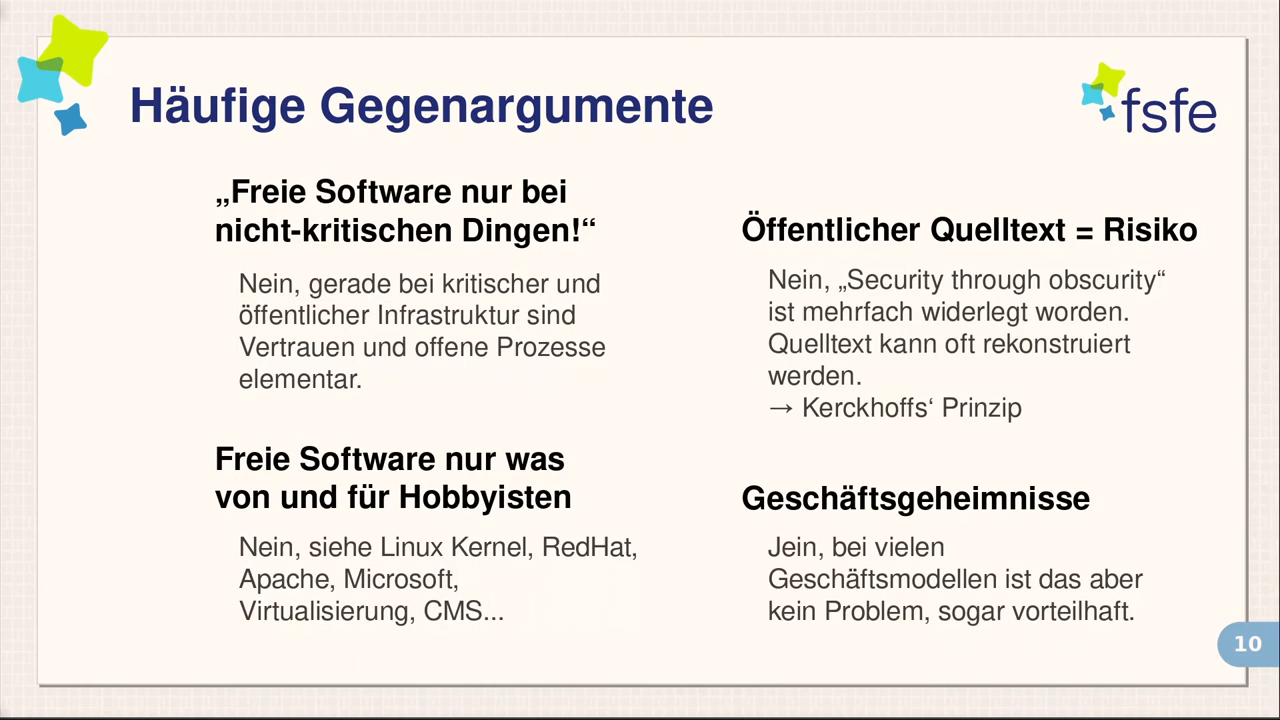 Häufige Gegenargumente
fsfe
„Freie Software nur bei
nicht-kritischen Dingen!“
Nein, gerade bei kritischer und
öffentlicher Infrastruktur sind
Vertrauen und offene Prozesse
elementar.
Öffentlicher Quelltext = Risiko
Nein, „Security through obscurity“
ist mehrfach widerlegt worden.
Quelltext kann oft rekonstruiert
werden.
→ Kerckhoffs‘ Prinzip
Freie Software nur was
von und für Hobbyisten
Nein, siehe Linux Kernel, RedHat,
Apache, Microsoft,
Virtualisierung, CMS...
Geschäftsgeheimnisse
Jein, bei vielen
Geschäftsmodellen ist das aber
kein Problem, sogar vorteilhaft.
10